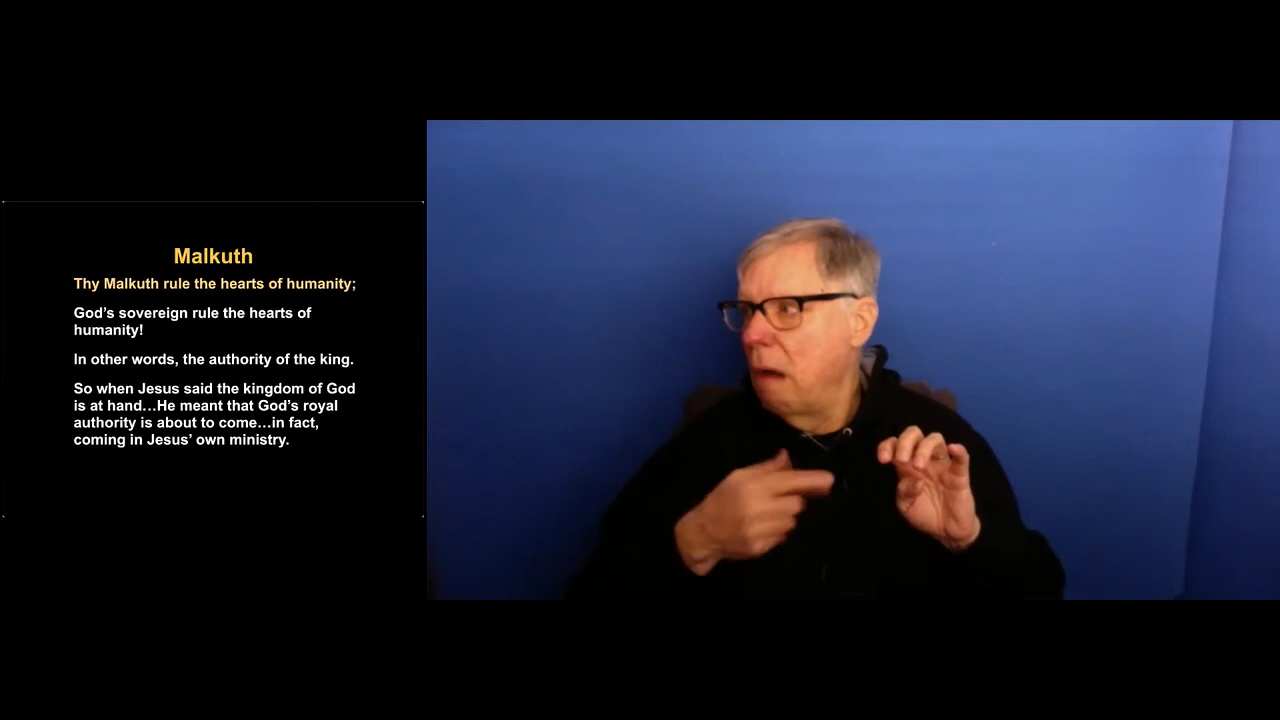 Malkuth
Thy Malkuth rule the hearts of humanity;
God’s sovereign rule the hearts of
humanity!
In other words, the authority of the king.
So when Jesus said the kingdom of God
is at hand…He meant that God’s royal
authority is about to come…in fact,
coming in Jesus’ own ministry.